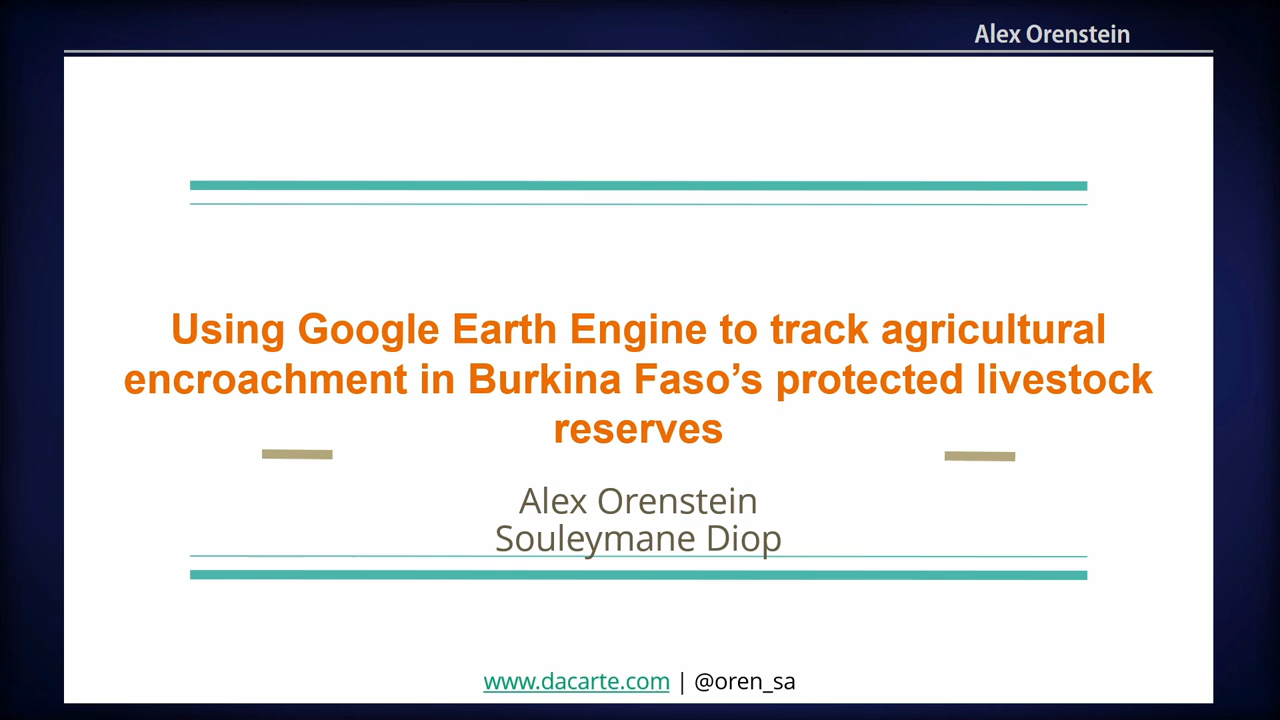 Alex Orenstein
Using Google Earth Engine to track agricultural
encroachment in Burkina Faso’s protected livestock
reserves
Alex Orenstein
Souleymane Diop
www.dacarte.com | @oren_sa